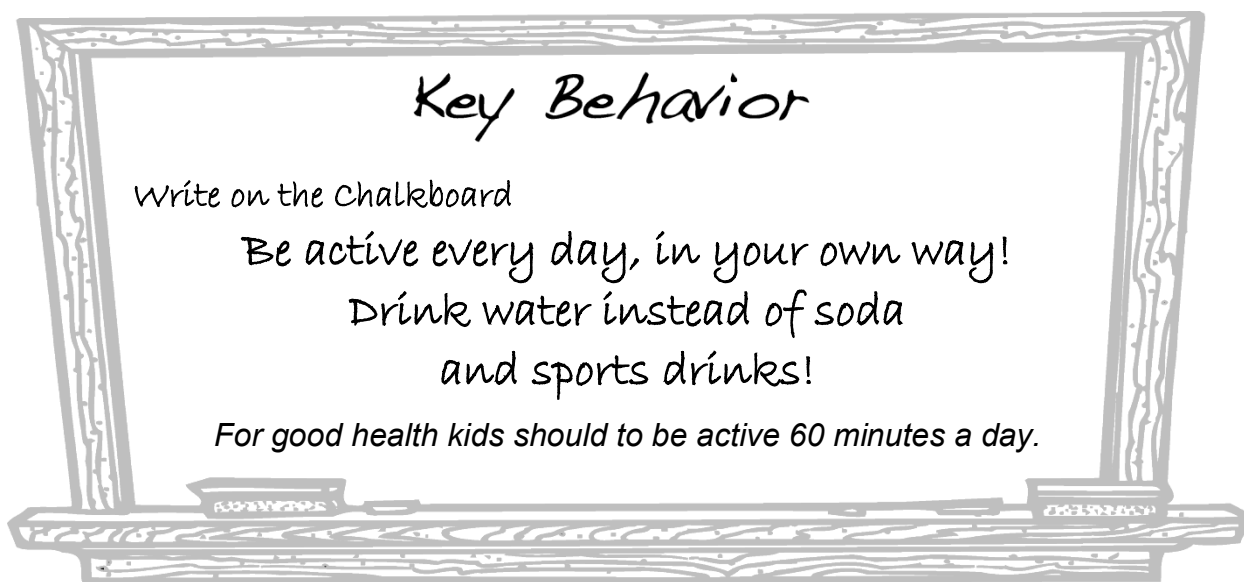 Key Behavior
Write on the Chalkboard
Be active every day, in your own way!
Drink water instead of soda
and sports drinks!
For good health kids should to be active 60 minutes a day.